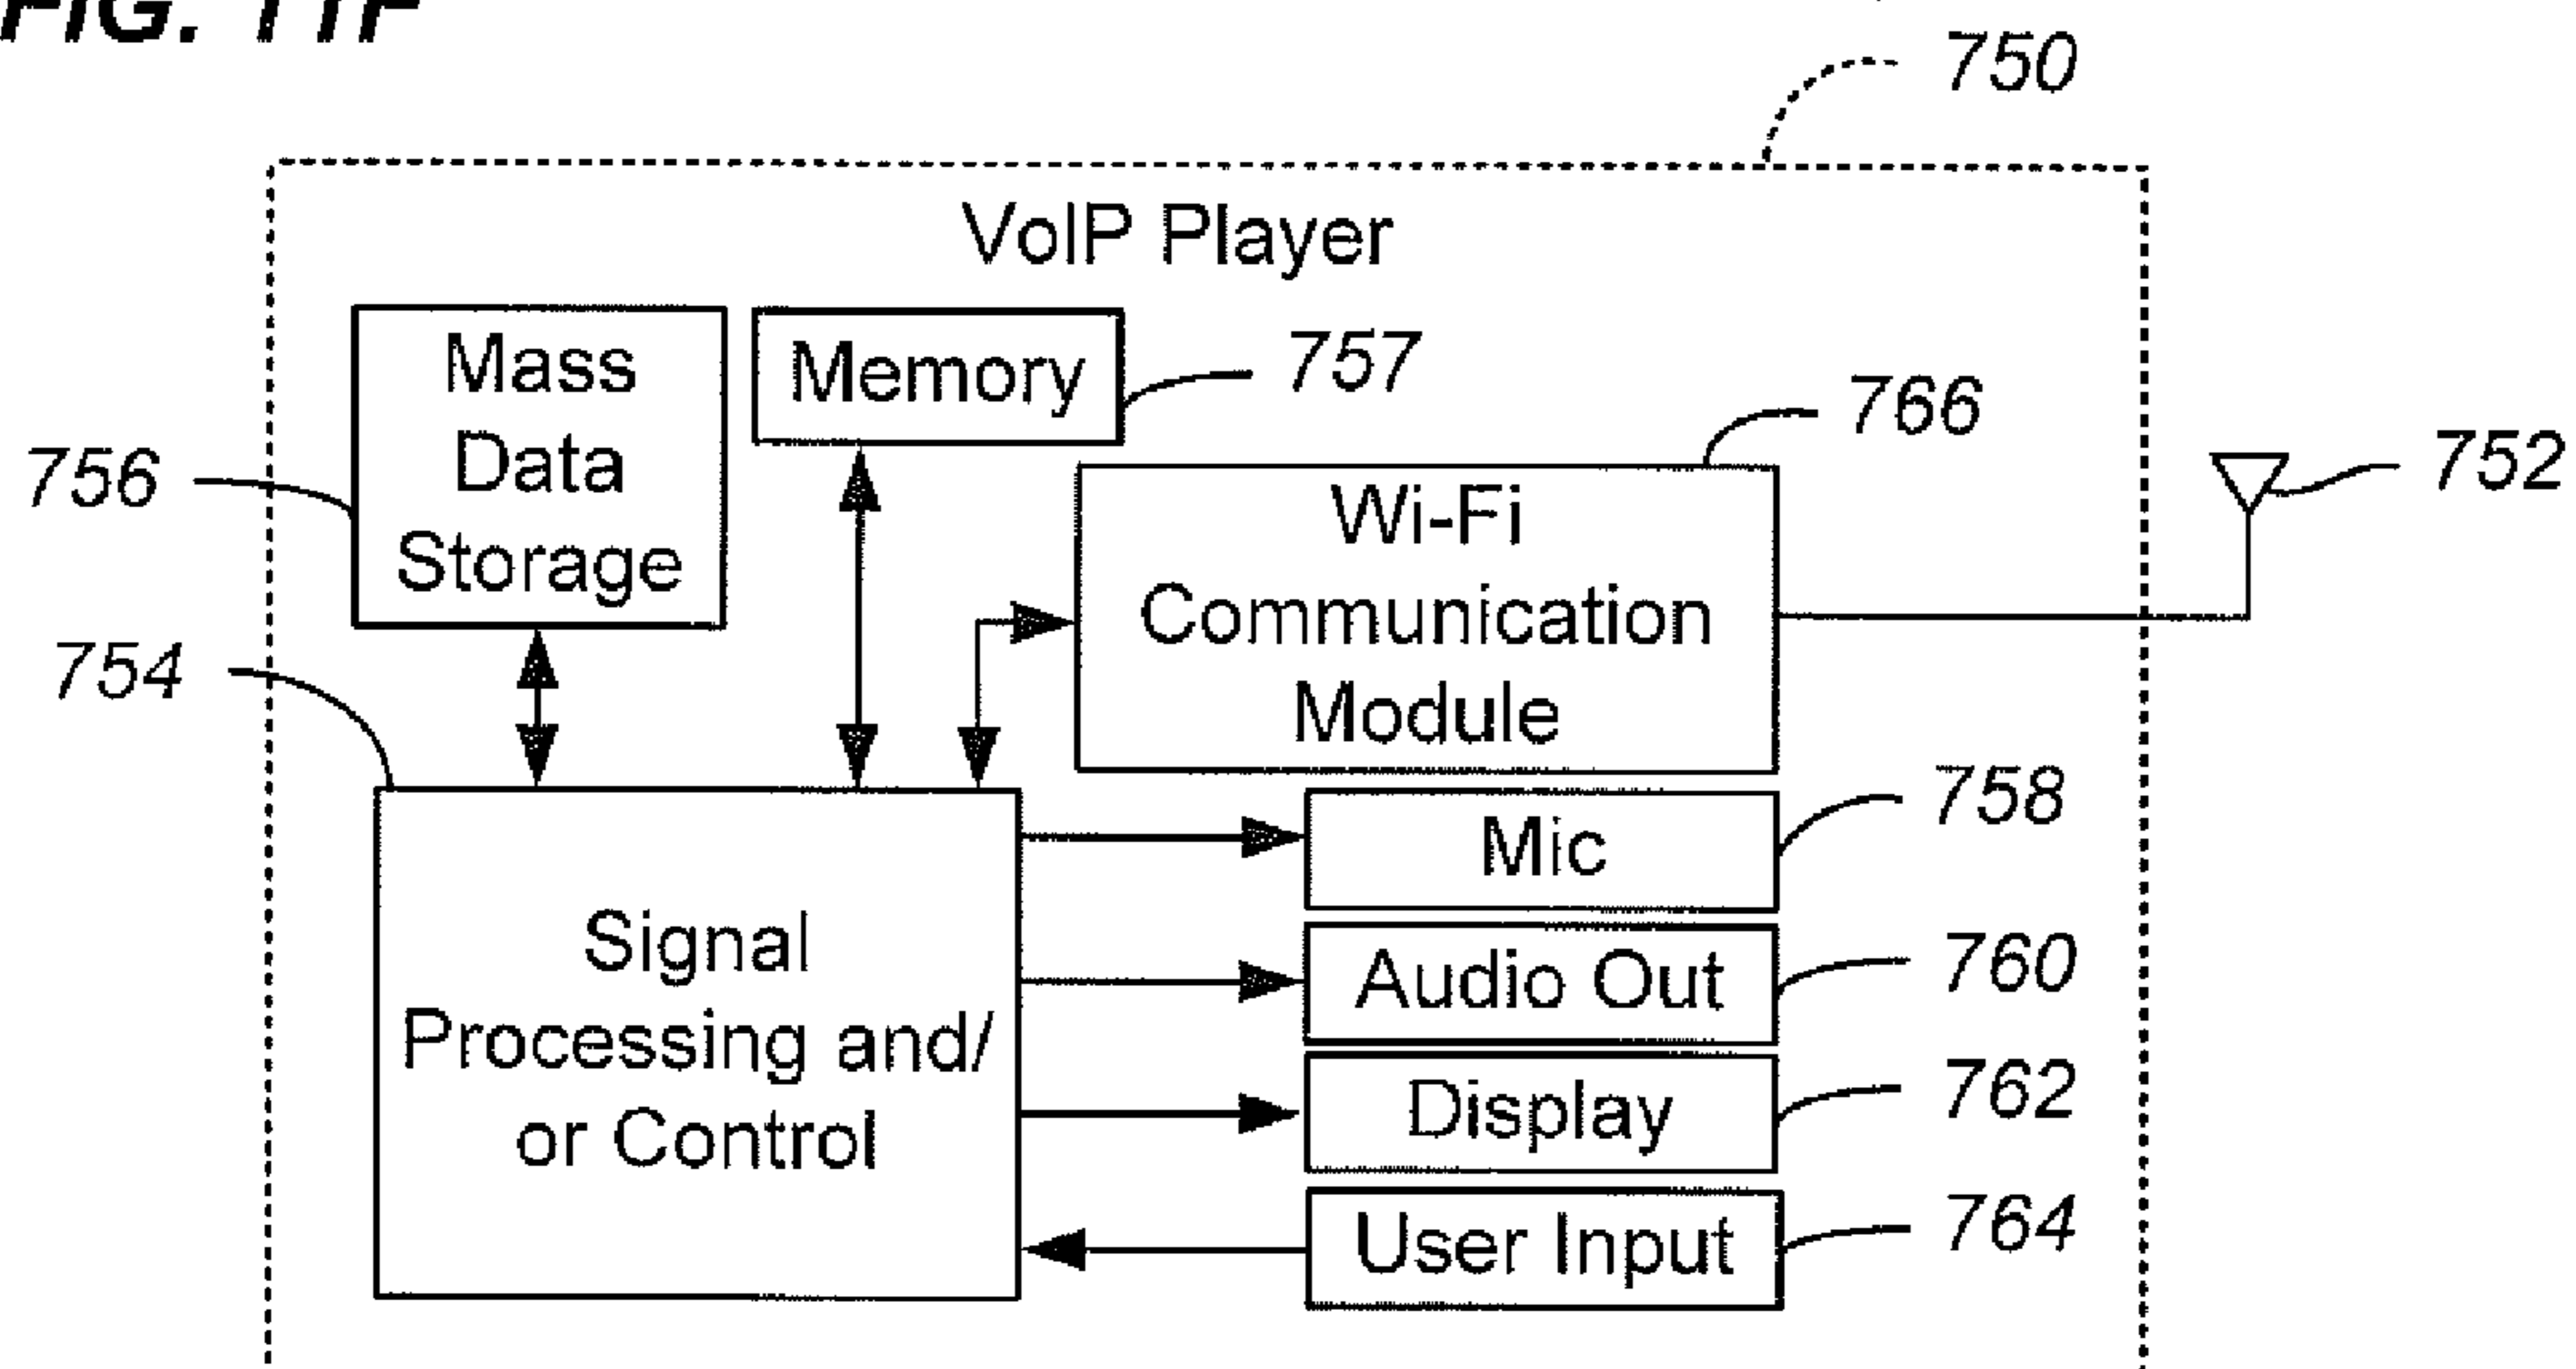 FIG. 11F
750
VoIP Player
Mass
Data
Storage
Memory
757
766
756
Wi-Fi
Communication
Module
752
754
758
Mic
Signal
Processing and/
or Control
Audio Out
760
Display
762
User Input
764